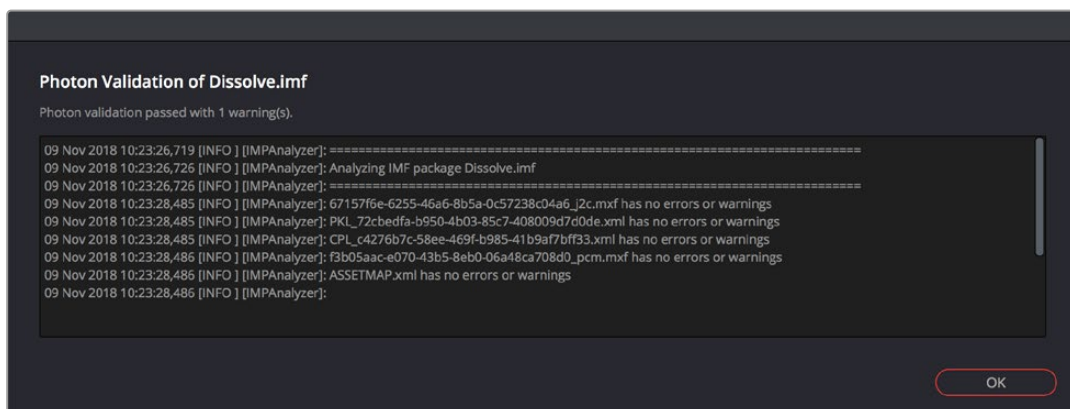 Photon Validation of Dissolve.imf
Photon validation passed with 1 warning(s).
09 Nov 2018 10:23:26,719 [INFO ] [IMPAnalyzer]: ==========================================================================
09 Nov 2018 10:23:26,726 [INFO ] [IMPAnalyzer]: Analyzing IMF package Dissolve.imf
09 Nov 2018 10:23:26,726 [INFO ] [IMPAnalyzer]: ==========================================================================
09 Nov 2018 10:23:28,485 [INFO ] [IMPAnalyzer]: 67157f6e-6255-46a6-8b5a-0c57238c04a6_j2c.mxf has no errors or warnings
09 Nov 2018 10:23:28,485 [INFO ] [IMPAnalyzer]: PKL_72cbedfa-b950-4b03-85c7-408009d7d0de.xml has no errors or warnings
09 Nov 2018 10:23:28,485 [INFO ] [IMPAnalyzer]: CPL_c4276b7c-58ee-469f-b985-41b9af7bff33.xml has no errors or warnings
09 Nov 2018 10:23:28,486 [INFO ] [IMPAnalyzer]: f3b05aac-e070-43b5-8eb0-06a48ca708d0_pcm.mxf has no errors or warnings
09 Nov 2018 10:23:28,486 [INFO ] [IMPAnalyzer]: ASSETMAP.xml has no errors or warnings
09 Nov 2018 10:23:28,486 [INFO ] [IMPAnalyzer]:
OK